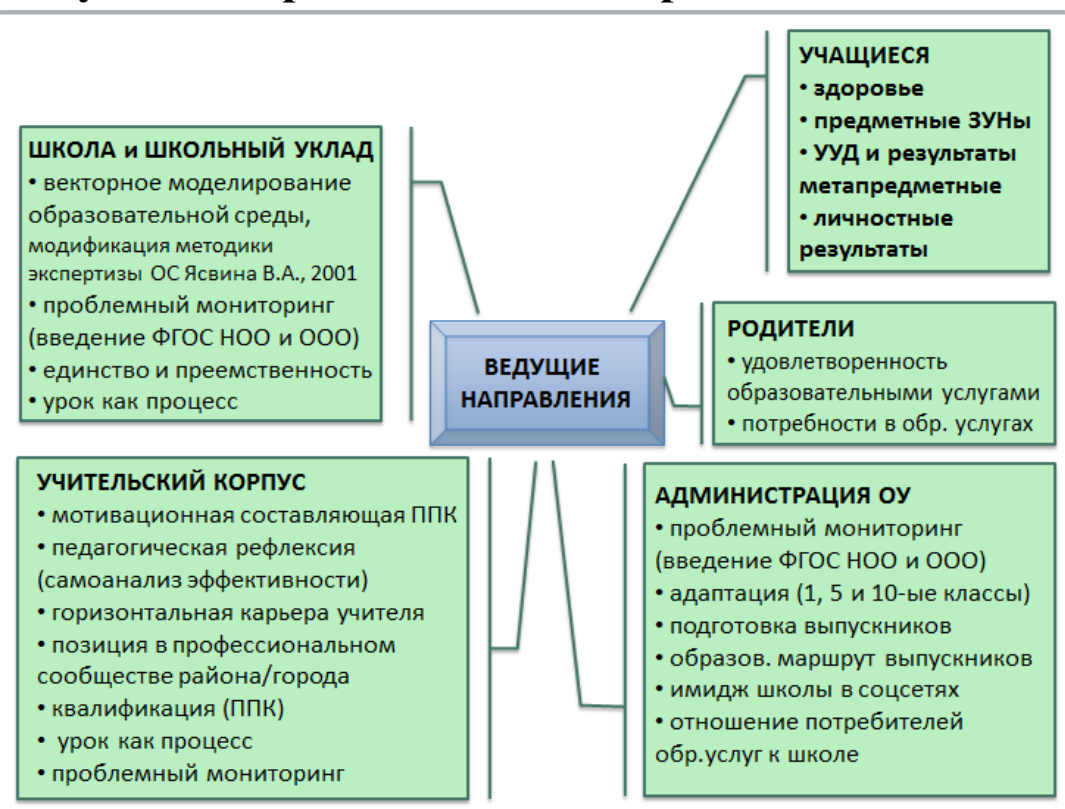 УЧАЩИЕСЯ
• здоровье
• предметные ЗУНы
• УУД и результаты
метапредметные
• личностные
результаты
ШКОЛА и ШКОЛЬНЫЙ УКЛАД
• векторное моделирование
образовательной среды,
модификация методики
экспертизы ОС Ясвина В.А., 2001
• проблемный мониторинг
(введение ФГОС НОО и ООО)
• единство и преемственность
• урок как процесс
ВЕДУЩИЕ
НАПРАВЛЕНИЯ
РОДИТЕЛИ
• удовлетворенность
образовательными услугами
• потребности в обр. услугах
УЧИТЕЛЬСКИЙ КОРПУС
• мотивационная составляющая ППК
• педагогическая рефлексия
(самоанализ эффективности)
• горизонтальная карьера учителя
• позиция в профессиональном
сообществе района/города
• квалификация (ППК)
• урок как процесс
• проблемный мониторинг
АДМИНИСТРАЦИЯ ОУ
• проблемный мониторинг
(введение ФГОС НОО и ООО)
• адаптация (1, 5 и 10-ые классы)
• подготовка выпускников
• образов. маршрут выпускников
• имидж школы в соцсетях
• отношение потребителей
обр.услуг к школе